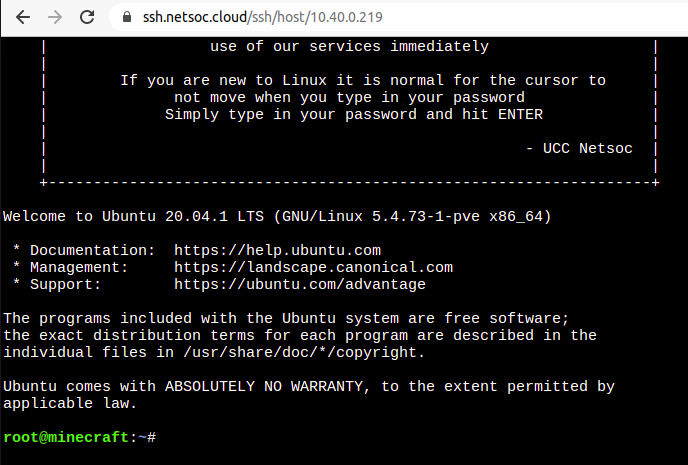 ssh.netsoc.cloud/ssh/host/10.40.0.219
| use of our services immediately |
| |
| If you are new to Linux it is normal for the cursor to |
| not move when you type in your password |
| Simply type in your password and hit ENTER |
| |
| - UCC Netsoc |
| |
+------------------------------------------------------------------+
Welcome to Ubuntu 20.04.1 LTS (GNU/Linux 5.4.73-1-pve x86_64)
* Documentation: https://help.ubuntu.com
* Management: https://landscape.canonical.com
* Support: https://ubuntu.com/advantage
The programs included with the Ubuntu system are free software;
the exact distribution terms for each program are described in the
individual files in /usr/share/doc/*/copyright.
Ubuntu comes with ABSOLUTELY NO WARRANTY, to the extent permitted by
applicable law.
root@minecraft:~#